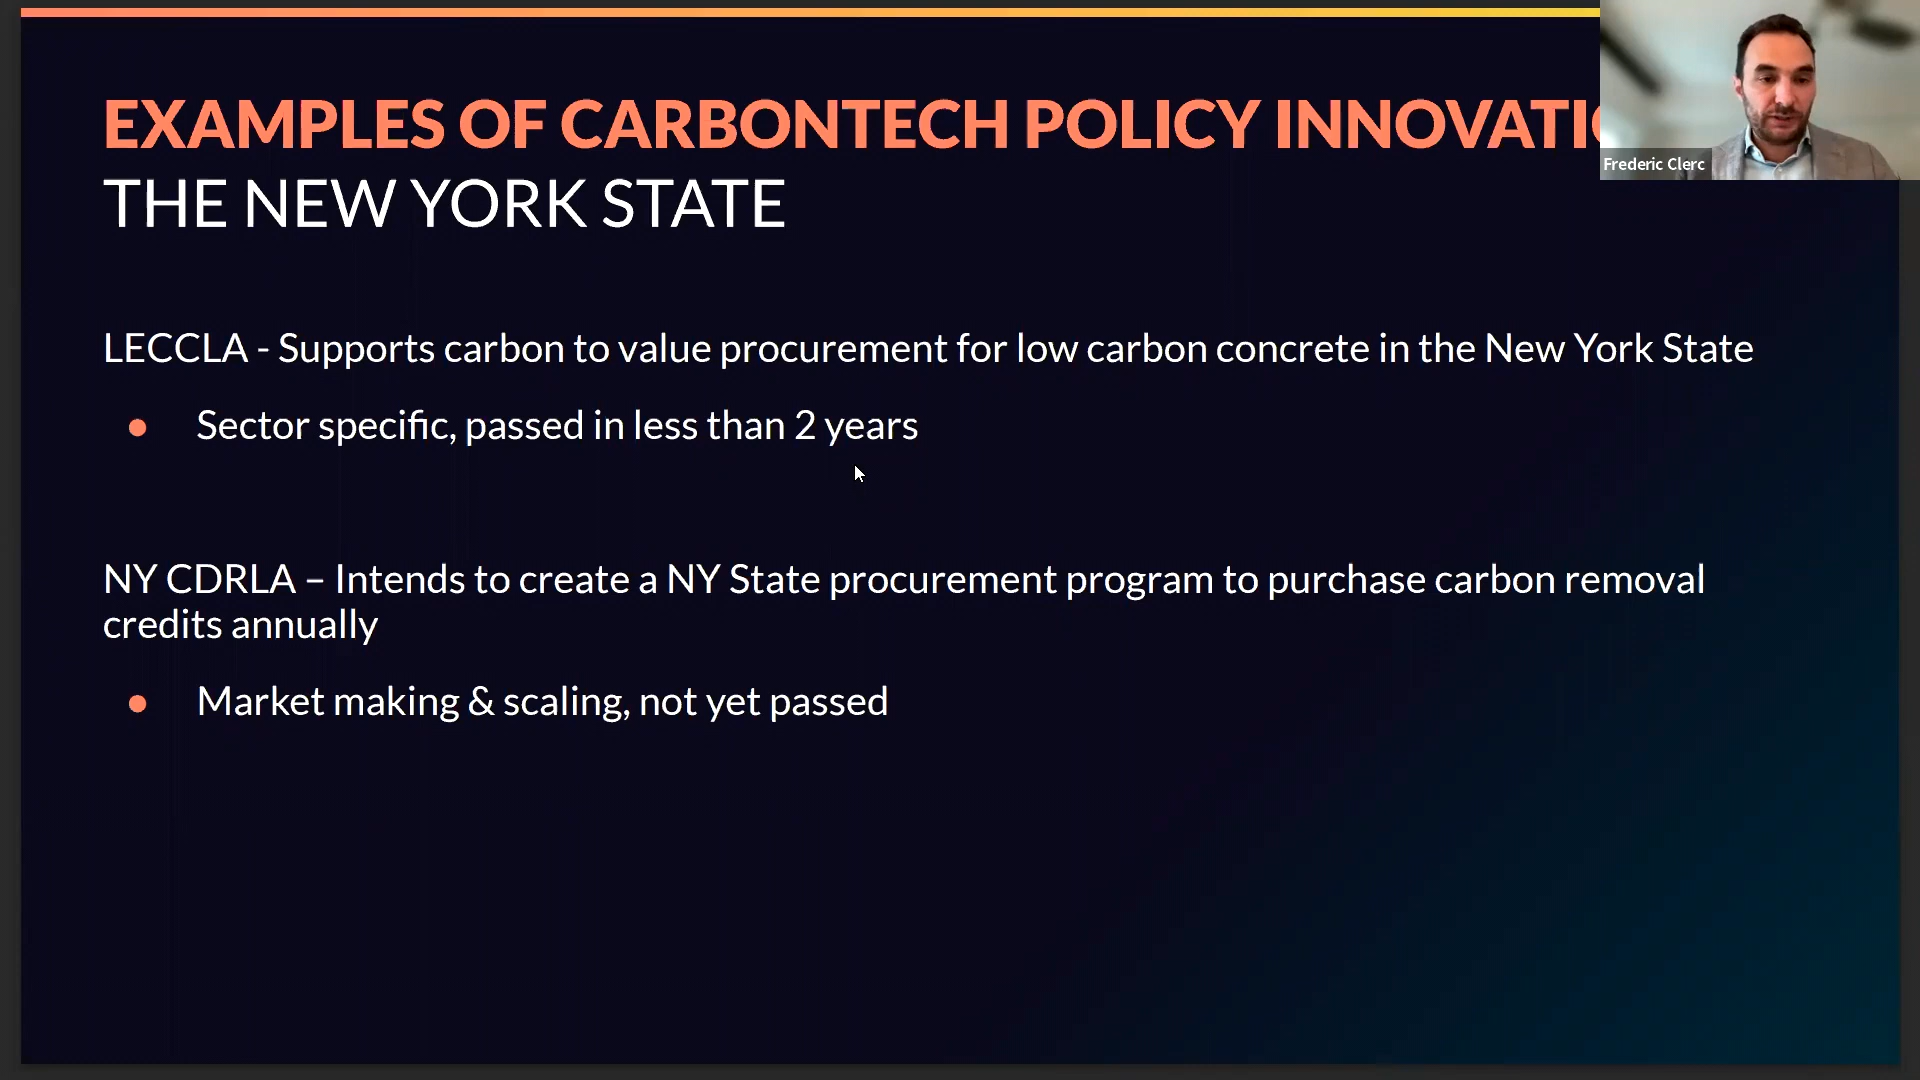 EXAMPLES OF CARBONTECH POLICY
THE NEW YORK STATE
LECCLA - Supports carbon to value procurement for low carbon concrete in the New York State
Sector specific, passed in less than 2 years
NY CDRLA – Intends to create a NY State procurement program to purchase carbon removal
credits annually
Market making & scaling, not yet passed
Frederic Clerc